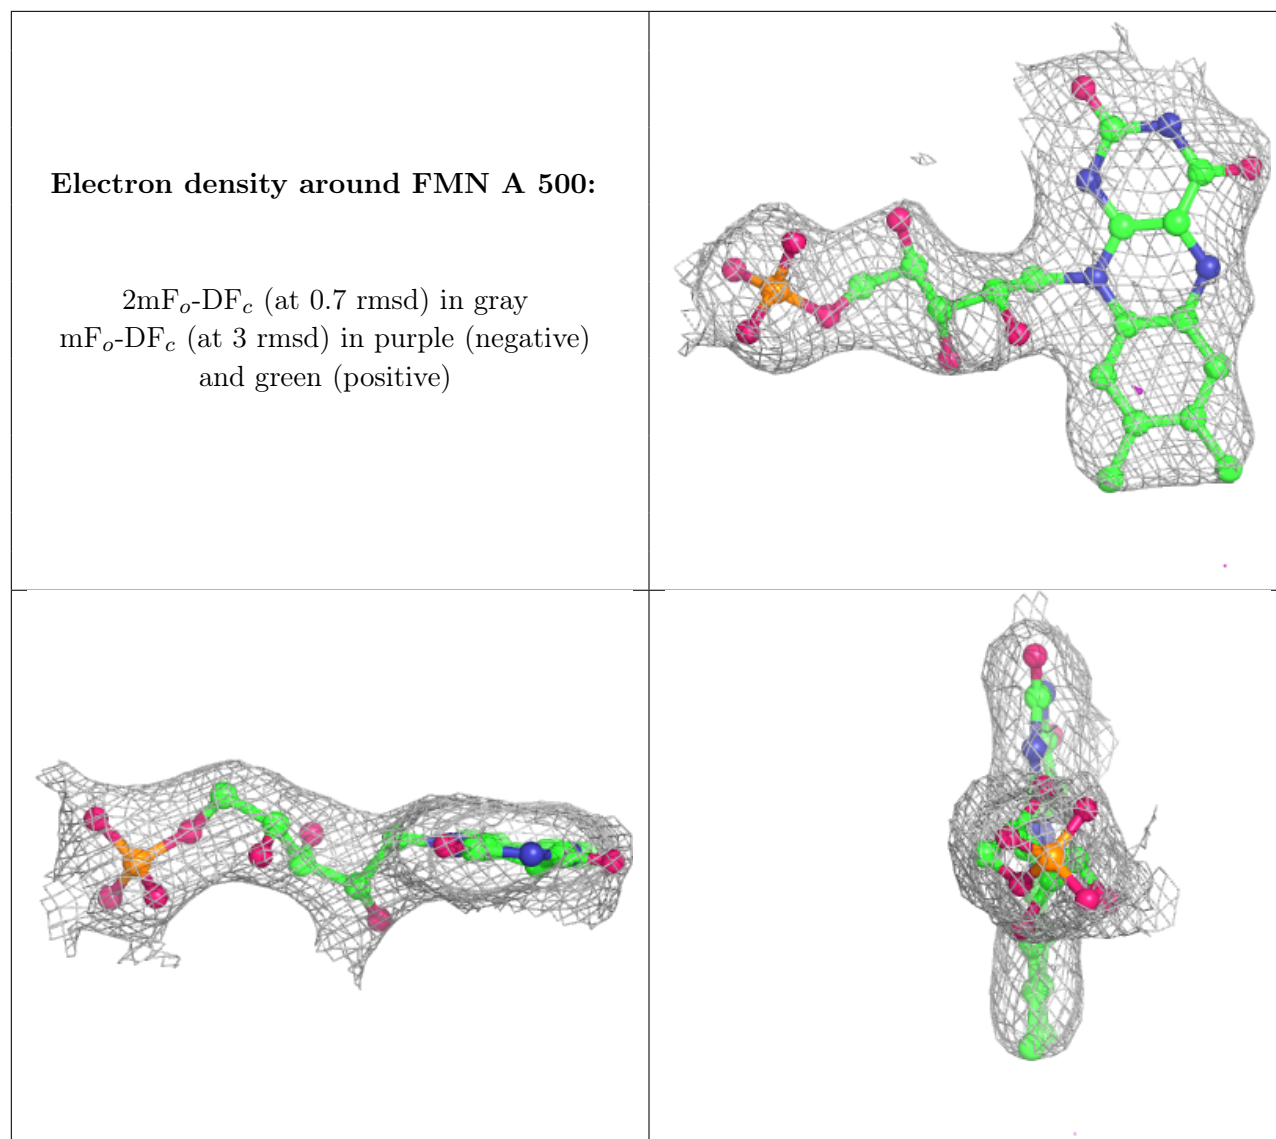 Electron density around FMN A 500:
2mFo-DFc (at 0.7 rmsd) in gray
mFo-DFc (at 3 rmsd) in purple (negative)
and green (positive)